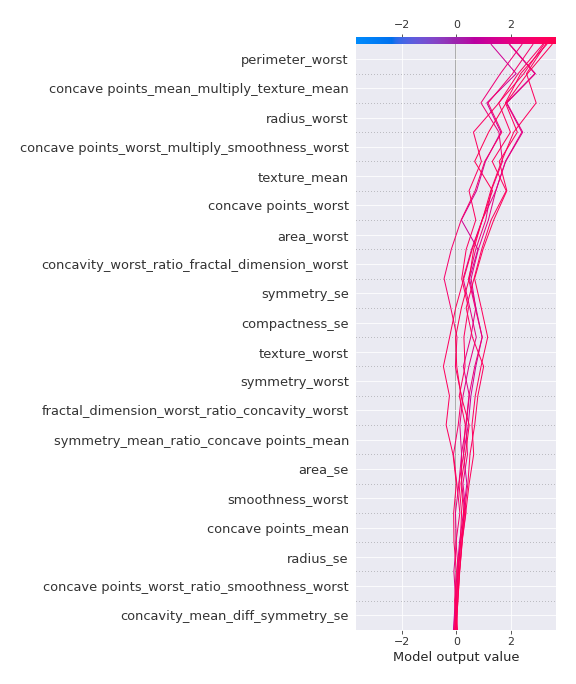 −2 0 2
perimeter_worst
concave points_mean_multiply_texture_mean
radius_worst
concave points_worst_multiply_smoothness_worst
texture_mean
concave points_worst
area_worst
concavity_worst_ratio_fractal_dimension_worst
symmetry_se
compactness_se
texture_worst
symmetry_worst
fractal_dimension_worst_ratio_concavity_worst
symmetry_mean_ratio_concave points_mean
area_se
smoothness_worst
concave points_mean
radius_se
concave points_worst_ratio_smoothness_worst
concavity_mean_diff_symmetry_se
−2 0 2
Model output value